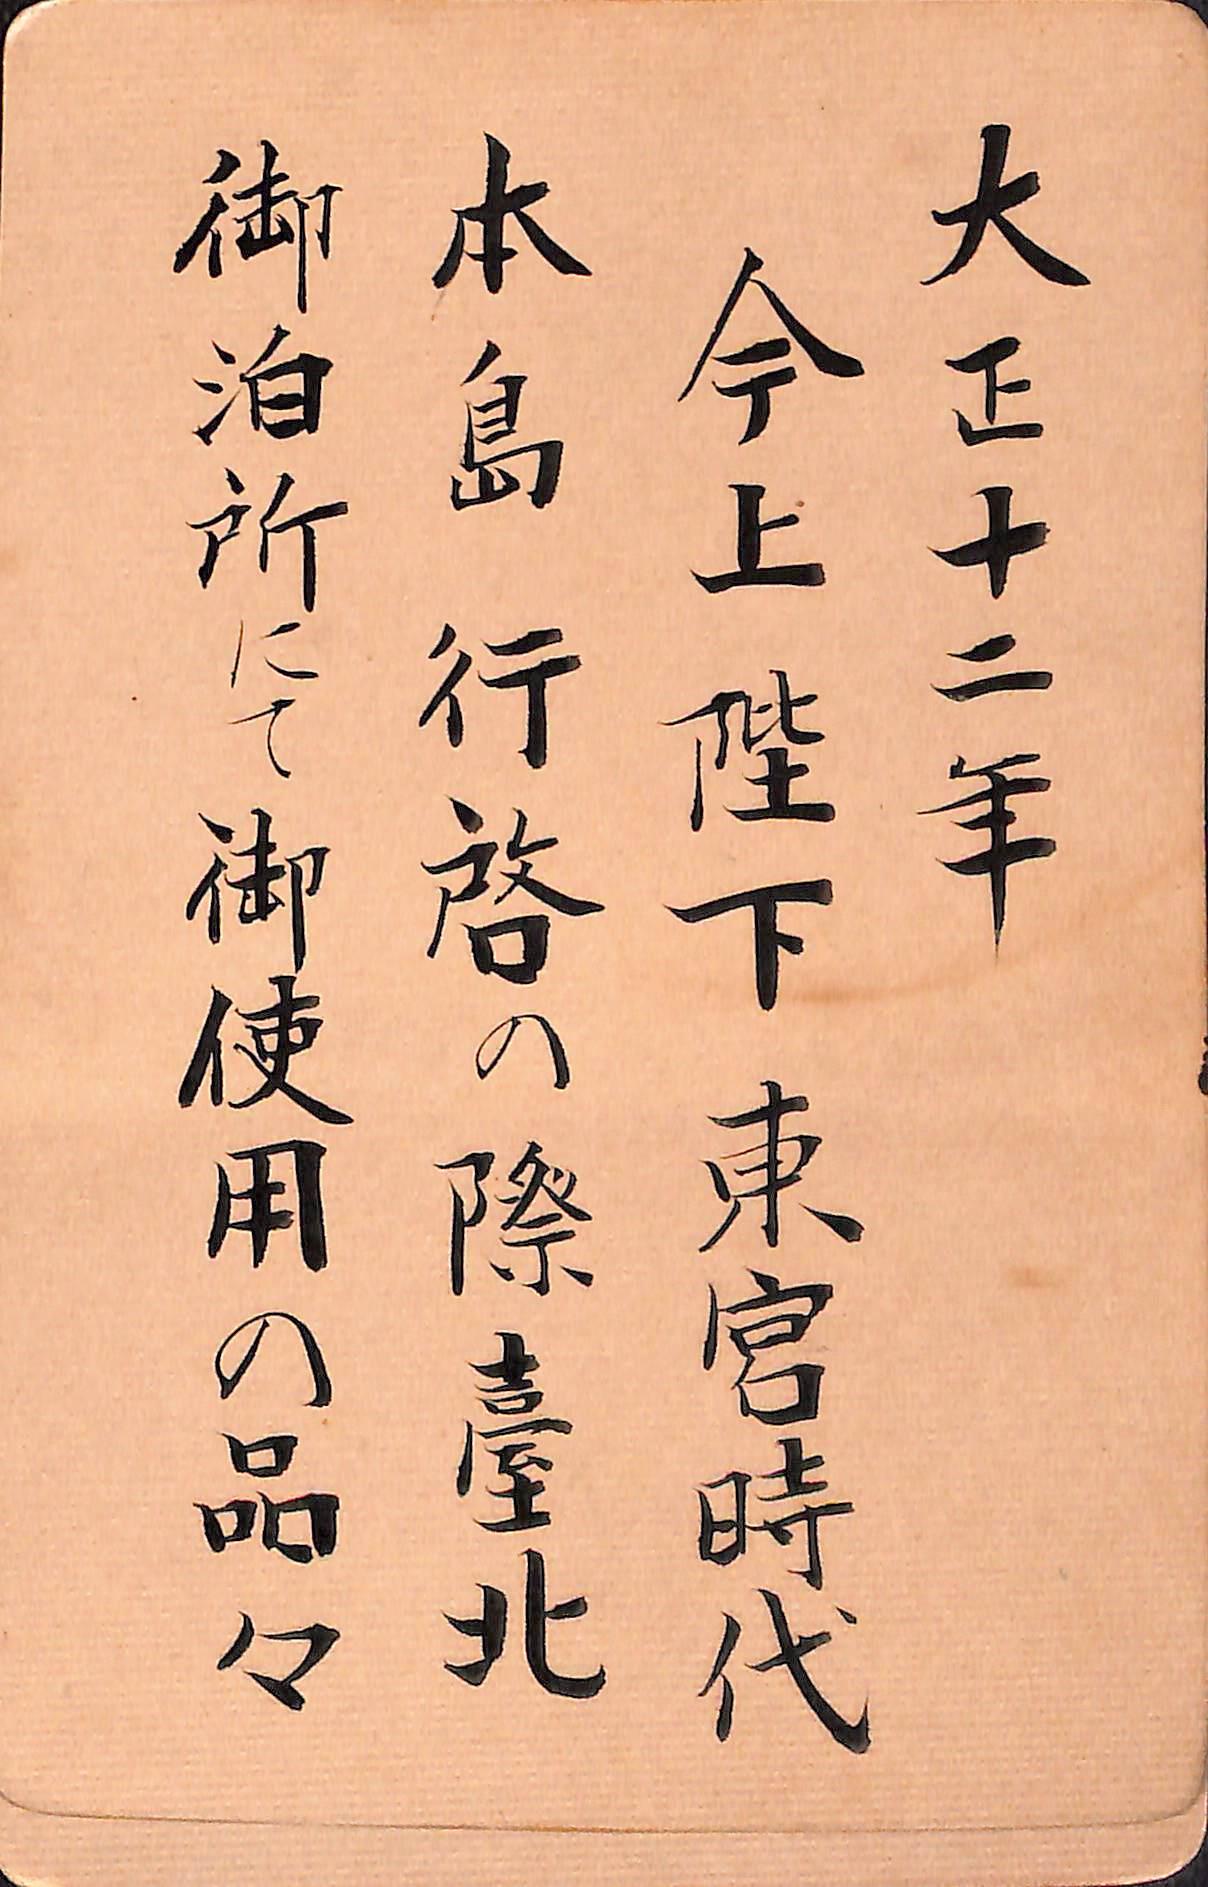 大正十二年
今上陛下東宮時代
本島行啓の際臺北
御泊所にて御使用の品々